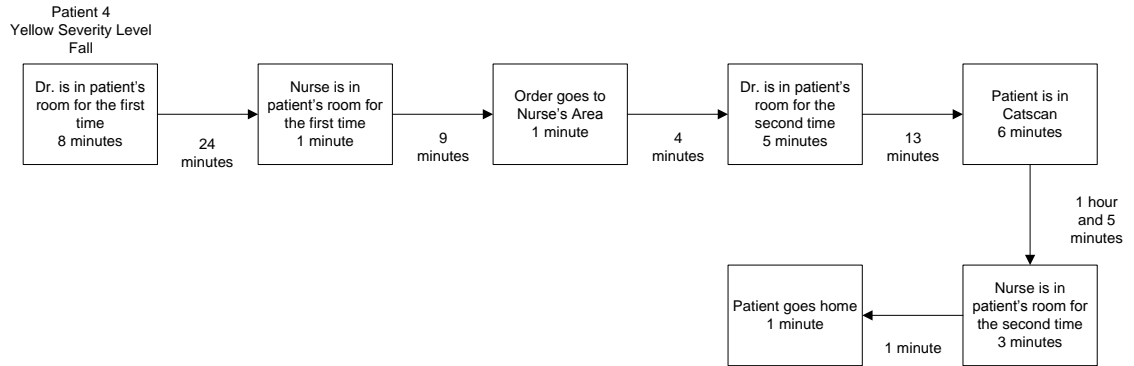 Patient 4
Yellow Severity Level
Fall
Dr. is in patient's
room for the first
time
8 minutes
24
minutes
Nurse is in
patient's room for
the first time
1 minute
9
minutes
Order goes to
Nurse's Area
1 minute
4
minutes
Dr. is in patient's
room for the
second time
5 minutes
13
minutes
Patient is in
Catscan
6 minutes
1 hour
and 5
minutes
Nurse is in
patient's room for
the second time
3 minutes
1 minute
Patient goes home
1 minute